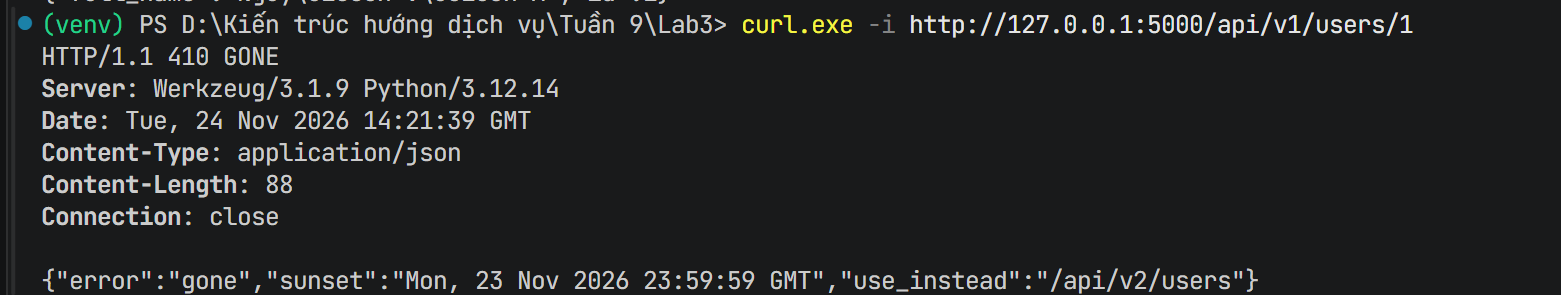 (venv) PS D:\Kiến trúc hướng dịch vụ\Tuần 9\Lab3> curl.exe -i http://127.0.0.1:5000/api/v1/users/1
HTTP/1.1 410 GONE
Server: Werkzeug/3.1.9 Python/3.12.14
Date: Tue, 24 Nov 2026 14:21:39 GMT
Content-Type: application/json
Content-Length: 88
Connection: close
{"error":"gone","sunset":"Mon, 23 Nov 2026 23:59:59 GMT","use_instead":"/api/v2/users"}